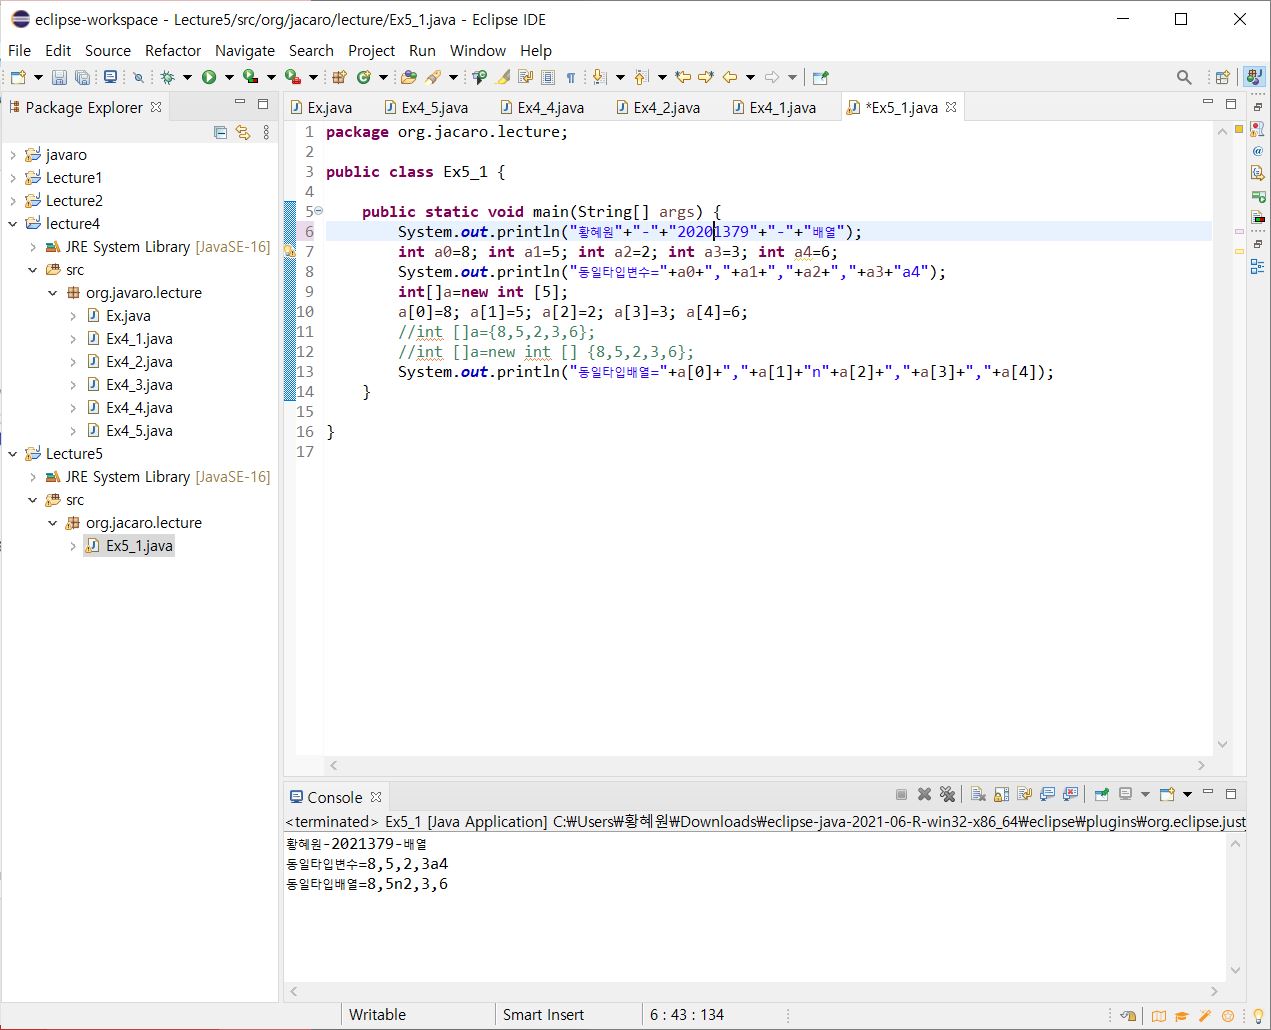 eclipse-workspace - Lecture5/src/org/jacaro/lecture/Ex5_1.java - Eclipse IDE
File Edit Source Refactor Navigate Search Project Run Window Help
Package Explorer
javaro
Lecture1
Lecture2
lecture4
JRE System Library [JavaSE-16]
src
org.javaro.lecture
Ex.java
Ex4_1.java
Ex4_2.java
Ex4_3.java
Ex4_4.java
Ex4_5.java
Lecture5
JRE System Library [JavaSE-16]
src
org.jacaro.lecture
Ex5_1.java
Ex.java Ex4_5.java Ex4_4.java Ex4_2.java Ex4_1.java *Ex5_1.java
1 package org.jacaro.lecture;
2
3 public class Ex5_1 {
4
5 public static void main(String[] args) {
6 System.out.println("황혜원"+"-"+"20201379"+"-"+"배열");
7 int a0=8; int a1=5; int a2=2; int a3=3; int a4=6;
8 System.out.println("동일타입변수="+a0+","+a1+","+a2+","+a3+"a4");
9 int[]a=new int [5];
10 a[0]=8; a[1]=5; a[2]=2; a[3]=3; a[4]=6;
11 //int []a={8,5,2,3,6};
12 //int []a=new int [] {8,5,2,3,6};
13 System.out.println("동일타입배열="+a[0]+","+a[1]+"n"+a[2]+","+a[3]+","+a[4]);
14 }
15
16 }
17
Console
<terminated> Ex5_1 [Java Application] C:₩Users₩황혜원₩Downloads₩eclipse-java-2021-06-R-win32-x86_64₩eclipse₩plugins₩org.eclipse.just
황혜원-2021379-배열
동일타입변수=8,5,2,3a4
동일타입배열=8,5n2,3,6
Writable Smart Insert 6 : 43 : 134